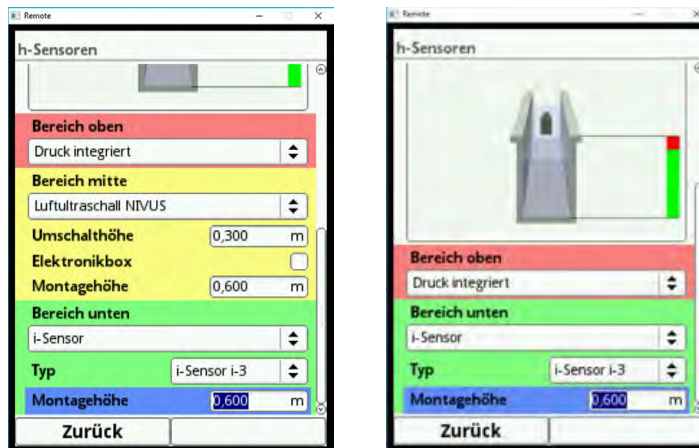 Remote
h-Sensoren
Bereich oben
Druck integriert
Bereich mitte
Luftultraschall NIVUS
Umschalthöhe 0,300 m
Elektronikbox
Montagehöhe 0,600 m
Bereich unten
i-Sensor
Typ i-Sensor i-3
Montagehöhe 0,600 m
Zurück
Remote
h-Sensoren
Bereich oben
Druck integriert
Bereich unten
i-Sensor
Typ i-Sensor i-3
Montagehöhe 0,600 m
Zurück